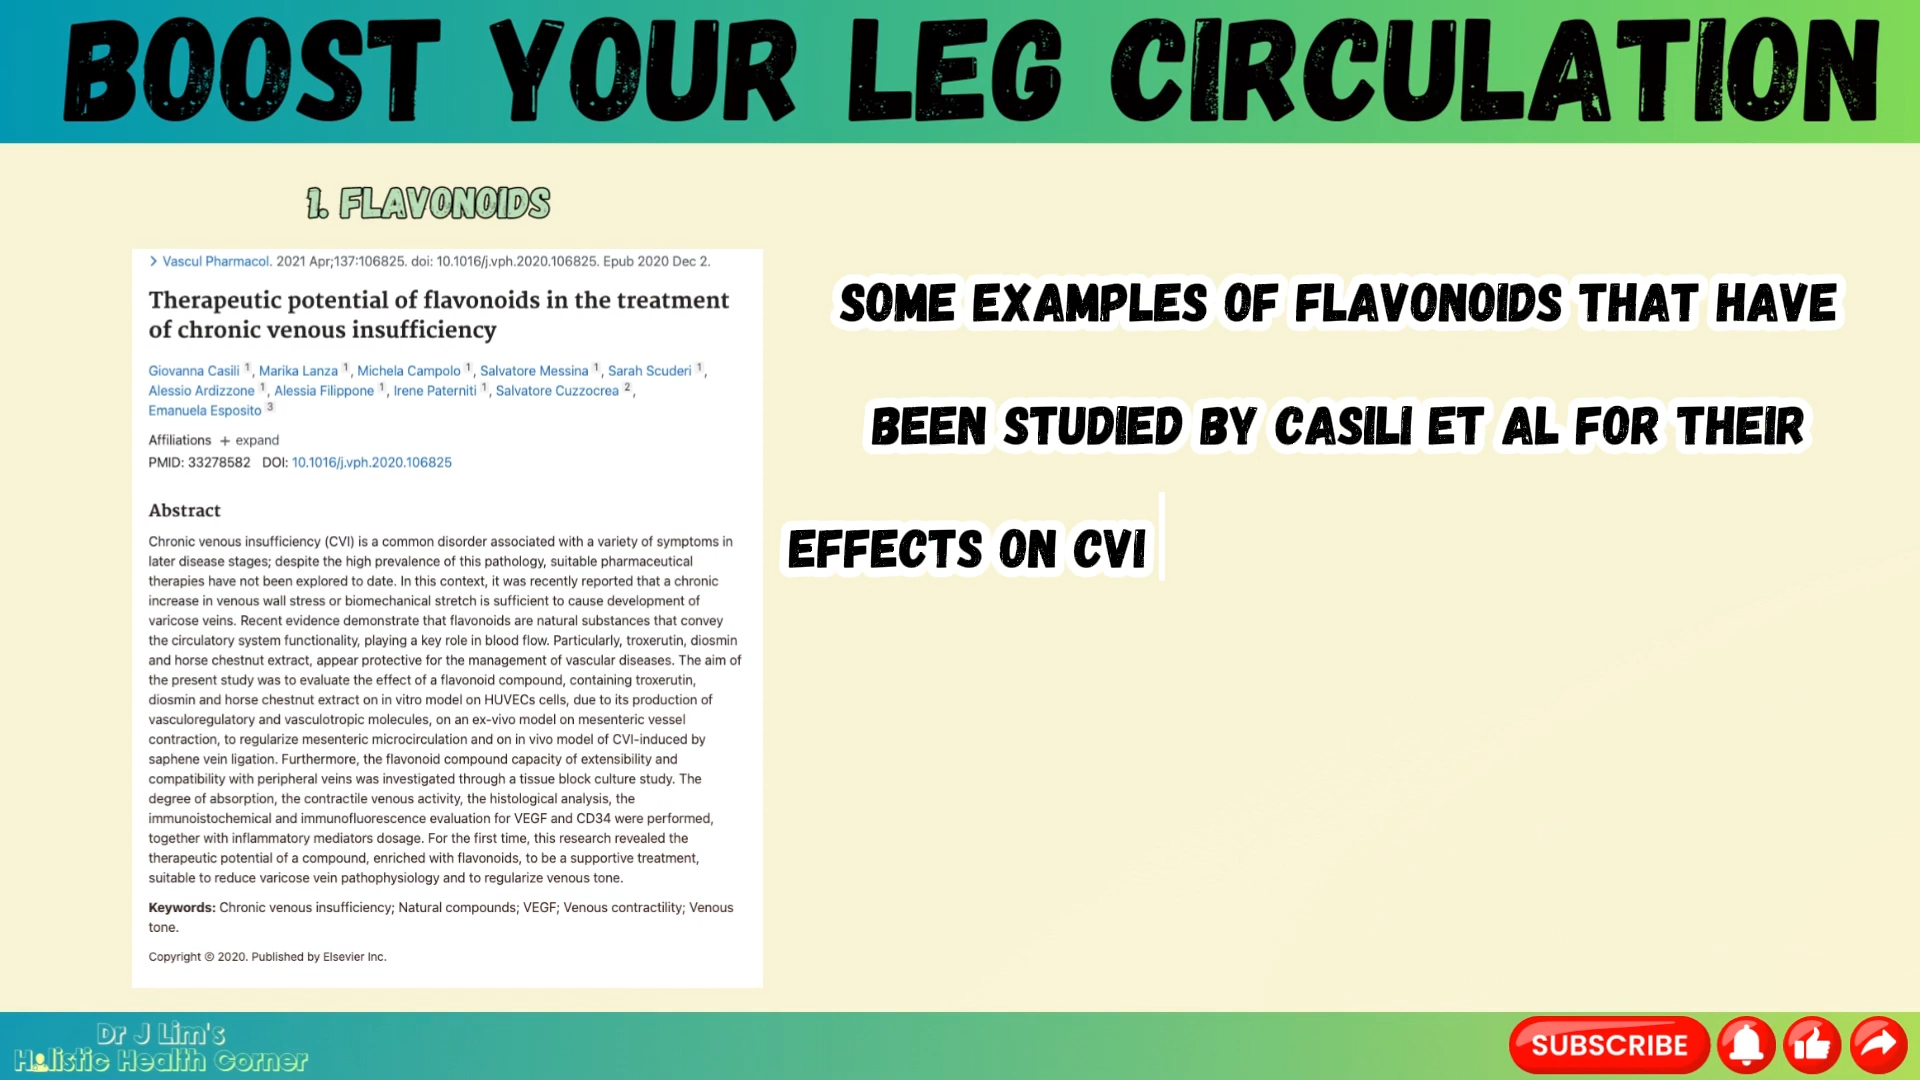 BOOST YOUR LEG CIRCULATION
1. FLAVONOIDS
> Vascul Pharmacol. 2021 Apr;137:106825. doi: 10.1016/j.vph.2020.106825. Epub 2020 Dec 2.
Therapeutic potential of flavonoids in the treatment
of chronic venous insufficiency
Giovanna Casili 1, Marika Lanza 1, Michela Campolo 1, Salvatore Messina 1, Sarah Scuderi 1,
Alessio Ardizzone 1, Alessia Filippone 1, Irene Paterniti 1, Salvatore Cuzzocrea 2,
Emanuela Esposito 3
Affiliations + expand
PMID: 33278582 DOI: 10.1016/j.vph.2020.106825
Abstract
Chronic venous insufficiency (CVI) is a common disorder associated with a variety of symptoms in
later disease stages; despite the high prevalence of this pathology, suitable pharmaceutical
therapies have not been explored to date. In this context, it was recently reported that a chronic
increase in venous wall stress or biomechanical stretch is sufficient to cause development of
varicose veins. Recent evidence demonstrate that flavonoids are natural substances that convey
the circulatory system functionality, playing a key role in blood flow. Particularly, troxerutin, diosmin
and horse chestnut extract, appear protective for the management of vascular diseases. The aim of
the present study was to evaluate the effect of a flavonoid compound, containing troxerutin,
diosmin and horse chestnut extract on in vitro model on HUVECs cells, due to its production of
vasculoregulatory and vasculotropic molecules, on an ex-vivo model on mesenteric vessel
contraction, to regularize mesenteric microcirculation and on in vivo model of CVI-induced by
saphene vein ligation. Furthermore, the flavonoid compound capacity of extensibility and
compatibility with peripheral veins was investigated through a tissue block culture study. The
degree of absorption, the contractile venous activity, the histological analysis, the
immunoistochemical and immunofluorescence evaluation for VEGF and CD34 were performed,
together with inflammatory mediators dosage. For the first time, this research revealed the
therapeutic potential of a compound, enriched with flavonoids, to be a supportive treatment,
suitable to reduce varicose vein pathophysiology and to regularize venous tone.
Keywords: Chronic venous insufficiency; Natural compounds; VEGF; Venous contractility; Venous
tone.
Copyright © 2020. Published by Elsevier Inc.
SOME EXAMPLES OF FLAVONOIDS THAT HAVE
BEEN STUDIED BY CASILI ET AL FOR THEIR
EFFECTS ON CVI
Dr J Lim's
Holistic Health Corner
SUBSCRIBE